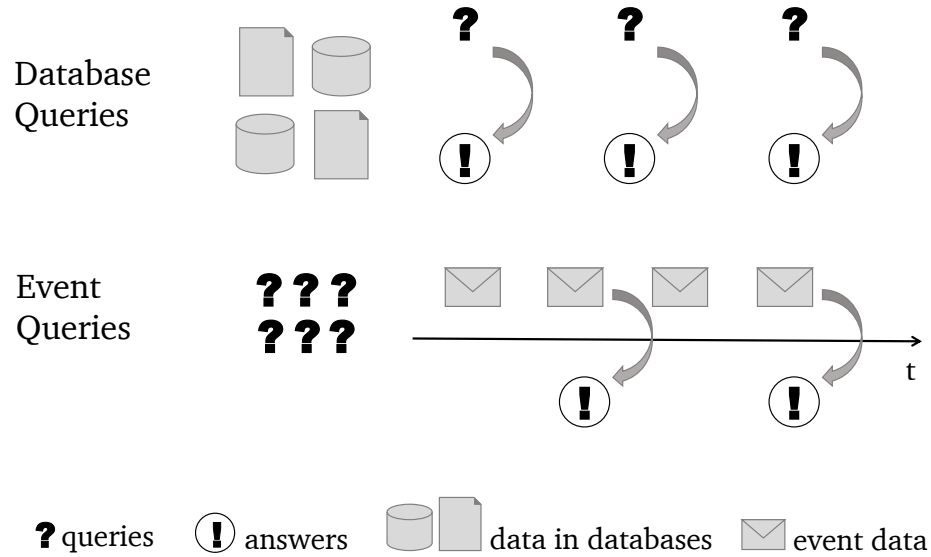 ? ? ?
Database
Queries
! ! !
Event
Queries
? ? ?
? ? ?
t
! !
? queries ! answers data in databases event data